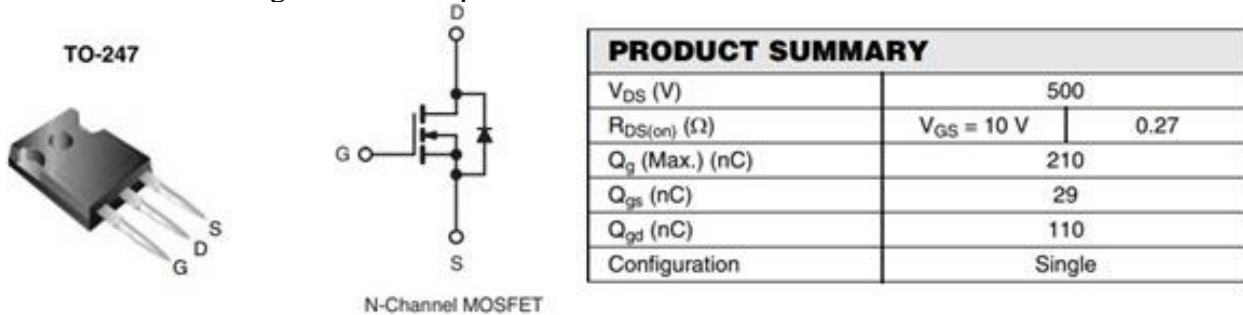 TO-247
S
D
G
D
G
S
N-Channel MOSFET
PRODUCT SUMMARY
VDS (V) 500
RDS(on) (Ω) VGS = 10 V 0.27
Qg (Max.) (nC) 210
Qgs (nC) 29
Qgd (nC) 110
Configuration Single